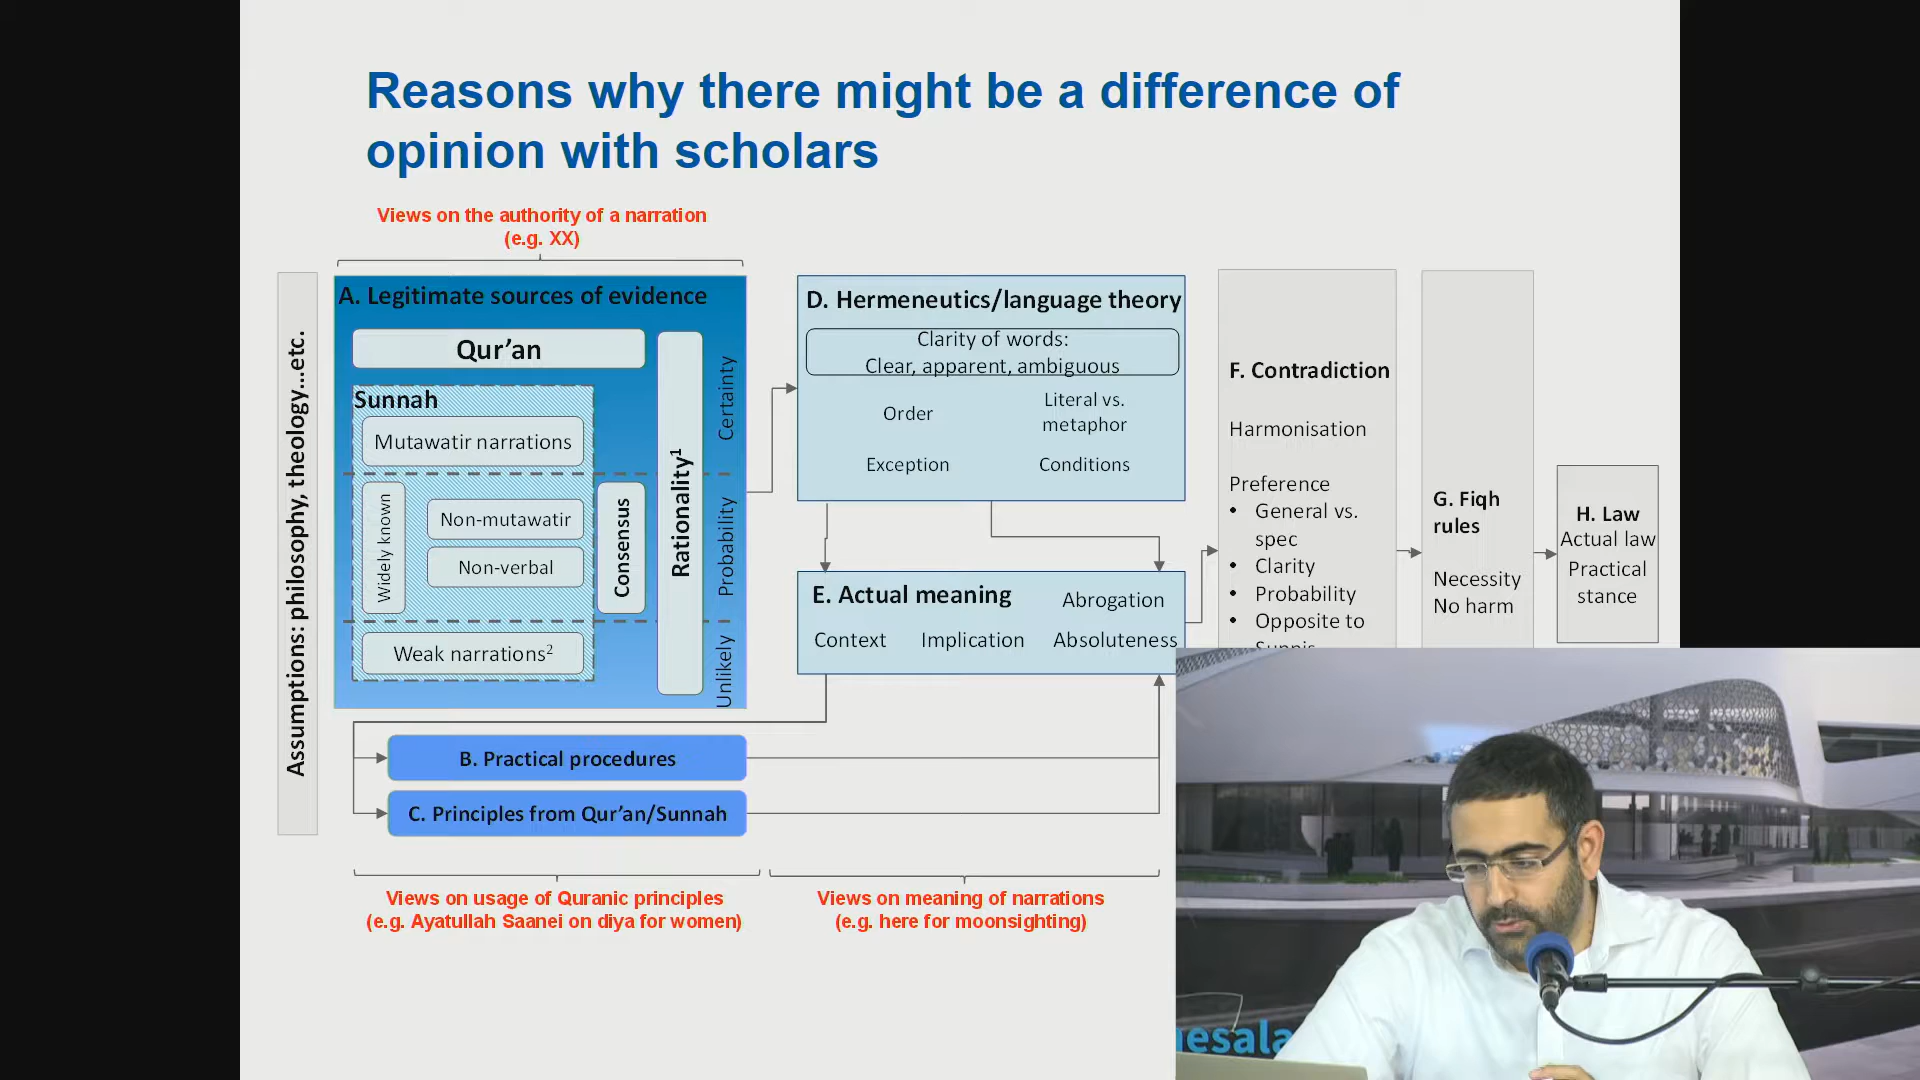 Reasons why there might be a difference of
opinion with scholars
Views on the authority of a narration
(e.g. XX)
Assumptions: philosophy, theology...etc.
A. Legitimate sources of evidence
Qur’an
Sunnah
Mutawatir narrations
Widely known
Non-mutawatir
Non-verbal
Weak narrations²
Consensus
Rationality¹
Certainty
Probability
Unlikely
B. Practical procedures
C. Principles from Qur’an/Sunnah
D. Hermeneutics/language theory
Clarity of words:
Clear, apparent, ambiguous
Order
Literal vs.
metaphor
Exception
Conditions
E. Actual meaning
Abrogation
Context
Implication
Absoluteness
F. Contradiction
Harmonisation
Preference
• General vs.
spec
• Clarity
• Probability
• Opposite to
G. Fiqh
rules
Necessity
No harm
H. Law
Actual law
Practical
stance
Views on usage of Quranic principles
(e.g. Ayatullah Saanei on diya for women)
Views on meaning of narrations
(e.g. here for moonsighting)